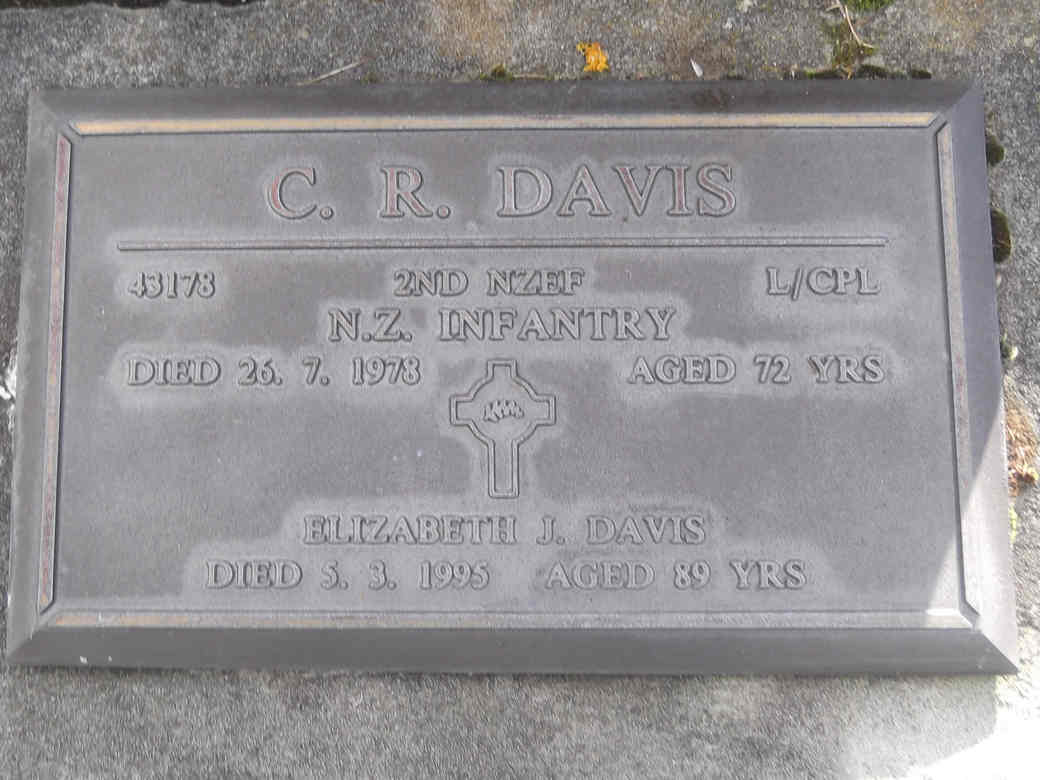 C. R. DAVIS
43178 2ND NZEF L/CPL
N.Z. INFANTRY
DIED 26. 7. 1978 AGED 72 YRS
ELIZABETH J. DAVIS
DIED 5. 3. 1995 AGED 89 YRS